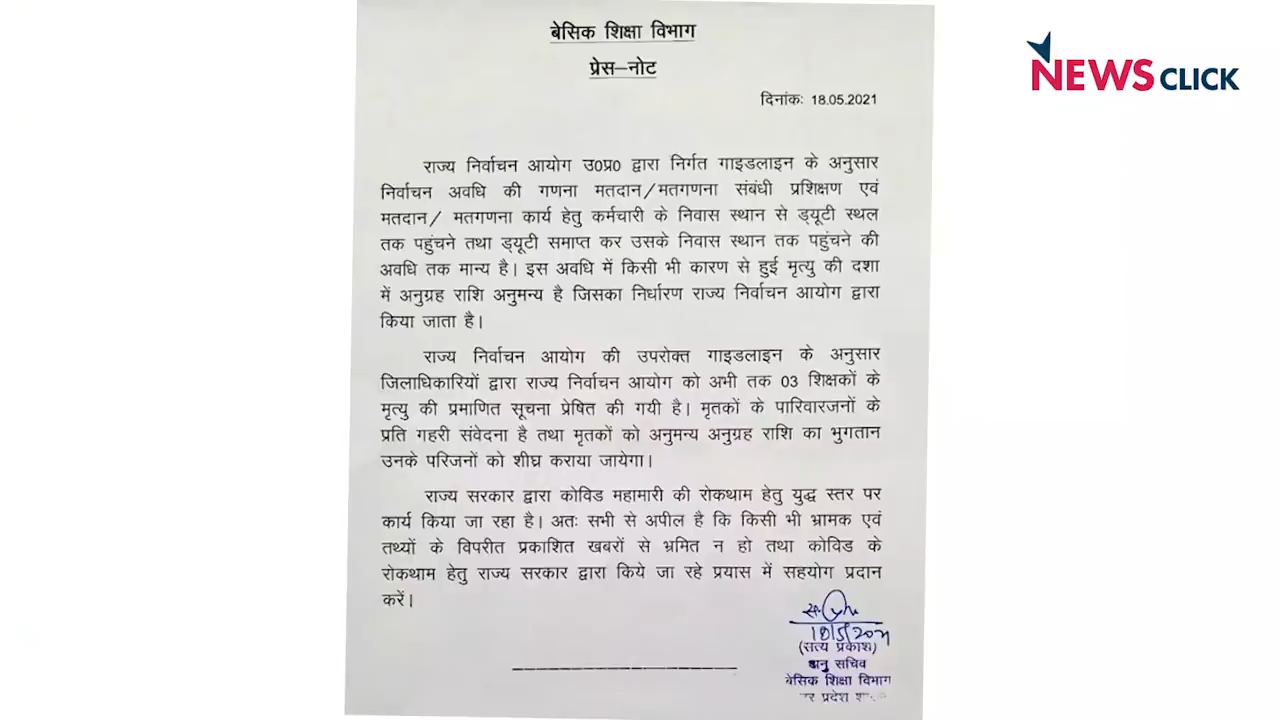 बेसिक शिक्षा विभाग
प्रेस–नोट
दिनांकः 18.05.2021
NEWS CLICK
राज्य निर्वाचन आयोग उ0प्र0 द्वारा निर्गत गाइडलाइन के अनुसार
निर्वाचन अवधि की गणना मतदान/मतगणना संबंधी प्रशिक्षण एवं
मतदान/ मतगणना कार्य हेतु कर्मचारी के निवास स्थान से ड्यूटी स्थल
तक पहुंचने तथा ड्यूटी समाप्त कर उसके निवास स्थान तक पहुंचने की
अवधि तक मान्य है। इस अवधि में किसी भी कारण से हुई मृत्यु की दशा
में अनुग्रह राशि अनुमन्य है जिसका निर्धारण राज्य निर्वाचन आयोग द्वारा
किया जाता है।
राज्य निर्वाचन आयोग की उपरोक्त गाइडलाइन के अनुसार
जिलाधिकारियों द्वारा राज्य निर्वाचन आयोग को अभी तक 03 शिक्षकों के
मृत्यु की प्रमाणित सूचना प्रेषित की गयी है। मृतकों के पारिवारजनों के
प्रति गहरी संवेदना है तथा मृतकों को अनुमन्य अनुग्रह राशि का भुगतान
उनके परिजनों को शीघ्र कराया जायेगा।
राज्य सरकार द्वारा कोविड महामारी की रोकथाम हेतु युद्ध स्तर पर
कार्य किया जा रहा है। अतः सभी से अपील है कि किसी भी भ्रामक एवं
तथ्यों के विपरीत प्रकाशित खबरों से भ्रमित न हो तथा कोविड के
रोकथाम हेतु राज्य सरकार द्वारा किये जा रहे प्रयास में सहयोग प्रदान
करें।
18/5/2021
(सत्य प्रकाश)
अनु सचिव
बेसिक शिक्षा विभाग
प्रदेश